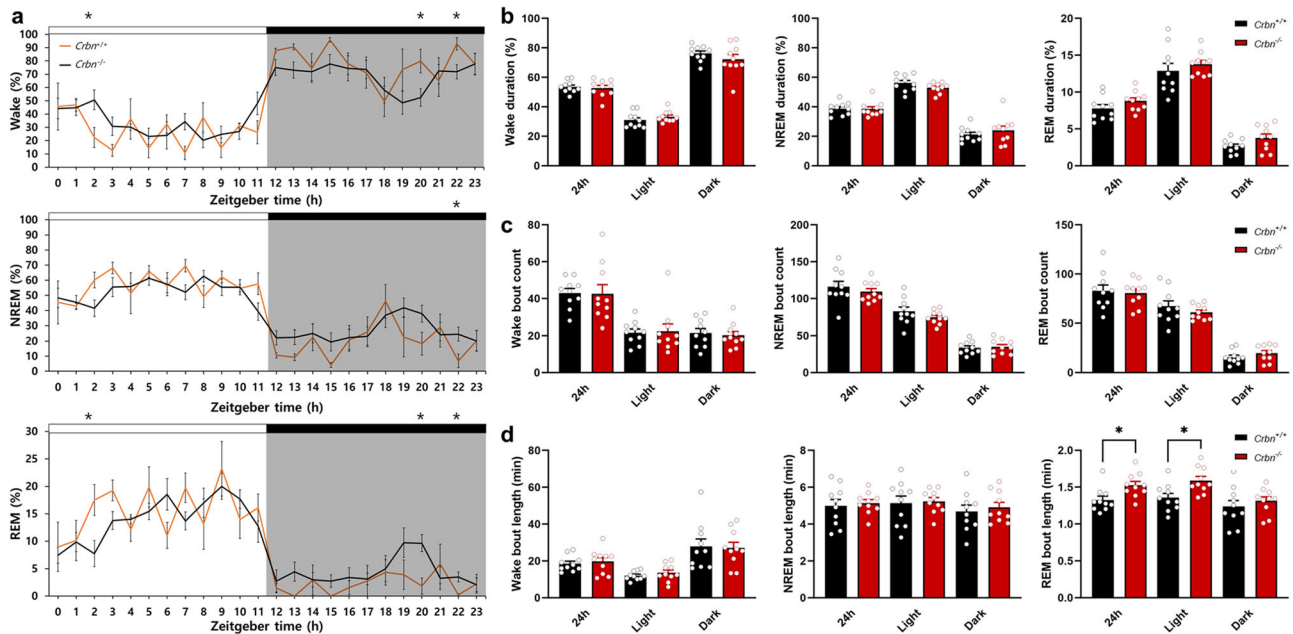 a
* * *
Wake (%)
100
90
80
70
60
50
40
30
20
10
0
Crbn+/+
Crbn-/-
0 1 2 3 4 5 6 7 8 9 10 11 12 13 14 15 16 17 18 19 20 21 22 23
Zeitgeber time (h)
*
NREM (%)
100
90
80
70
60
50
40
30
20
10
0
0 1 2 3 4 5 6 7 8 9 10 11 12 13 14 15 16 17 18 19 20 21 22 23
Zeitgeber time (h)
* * *
REM (%)
30
25
20
15
10
5
0
0 1 2 3 4 5 6 7 8 9 10 11 12 13 14 15 16 17 18 19 20 21 22 23
Zeitgeber time (h)
b
Wake duration (%)
100
80
60
40
20
0
24h Light Dark
NREM duration (%)
80
60
40
20
0
24h Light Dark
REM duration (%)
20
15
10
5
0
24h Light Dark
Crbn+/+
Crbn-/-
c
Wake bout count
80
60
40
20
0
24h Light Dark
NREM bout count
200
150
100
50
0
24h Light Dark
REM bout count
150
100
50
0
24h Light Dark
Crbn+/+
Crbn-/-
d
Wake bout length (min)
80
60
40
20
0
24h Light Dark
NREM bout length (min)
8
6
4
2
0
24h Light Dark
REM bout length (min)
2.1
1.8
1.5
1.2
0.9
0.6
0.3
0.0
* *
24h Light Dark
Crbn+/+
Crbn-/-